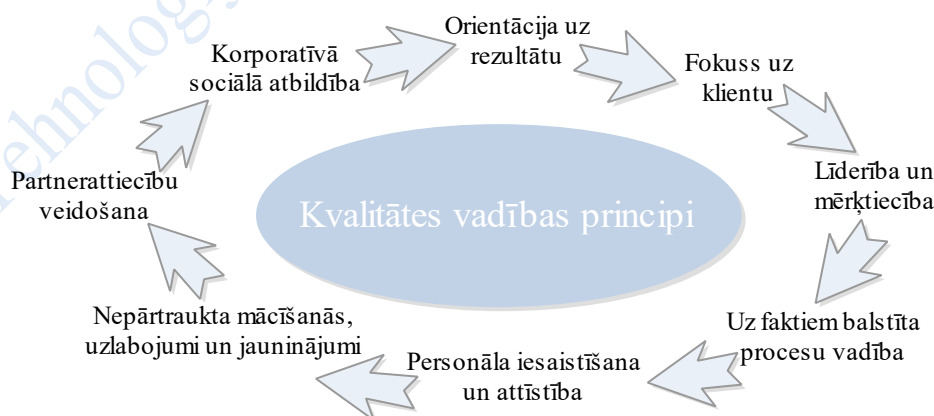 Orientācija uz
rezultātu
Fokuss uz
klientu
Līderība un
mērķtiecība
Uz faktiem balstīta
procesu vadība
Personāla iesaistīšana
un attīstība
Nepārtraukta mācīšanās,
uzlabojumi un jauninājumi
Partnerattiecību
veidošana
Korporatīvā
sociālā atbildība
Kvalitātes vadības principi